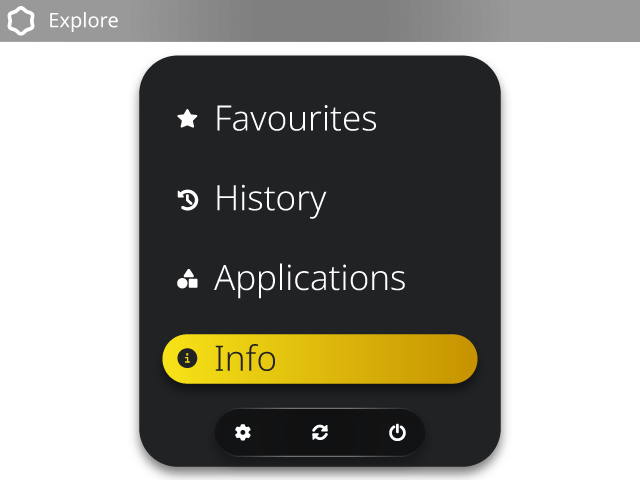 Explore
Favourites
History
Applications
Info